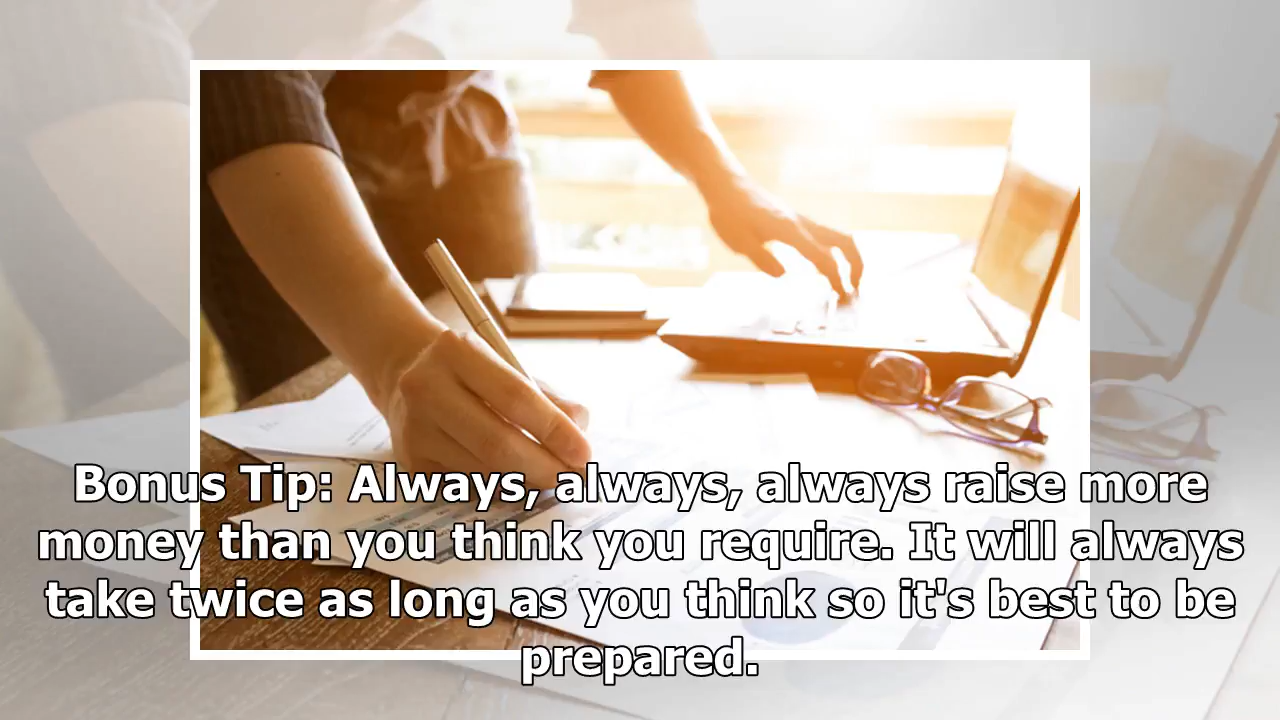 Bonus Tip: Always, always, always raise more
money than you think you require. It will always
take twice as long as you think so it's best to be
prepared.